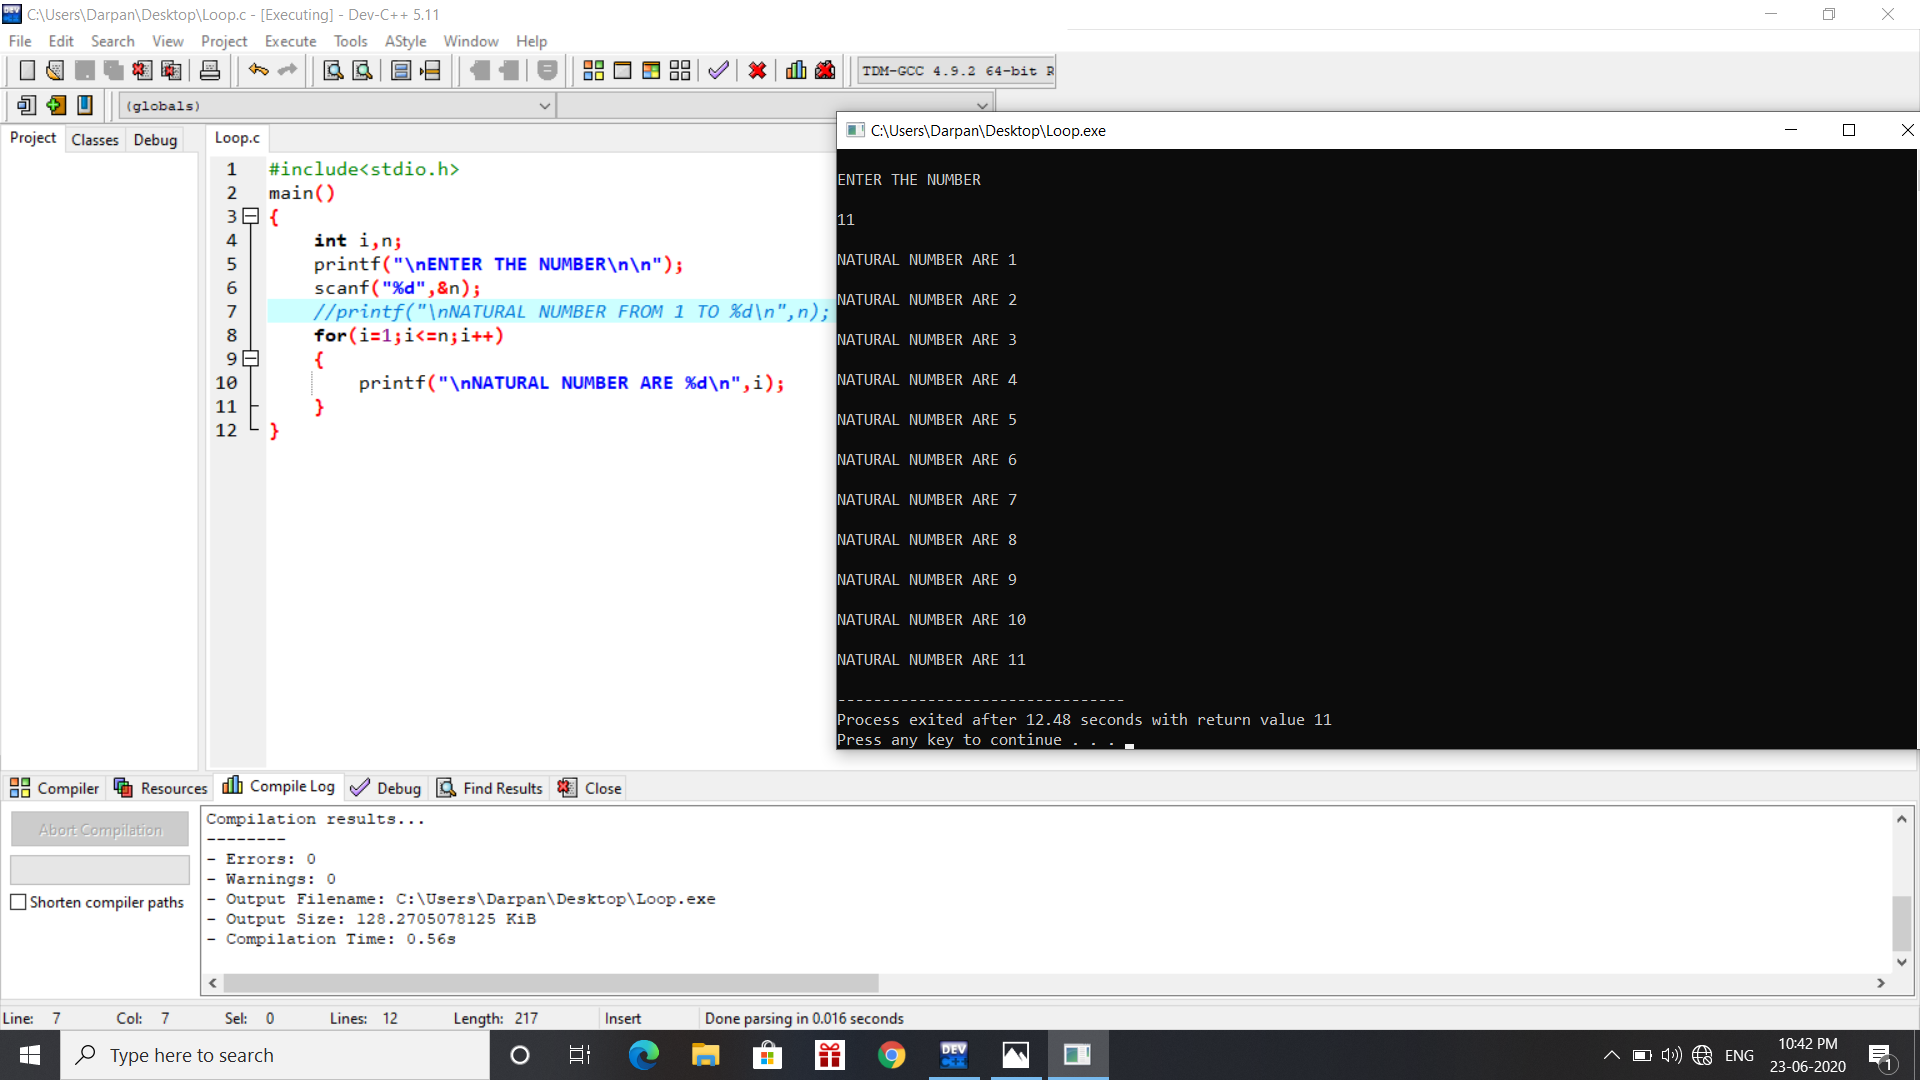 C:\Users\Darpan\Desktop\Loop.c - [Executing] - Dev-C++ 5.11
File Edit Search View Project Execute Tools AStyle Window Help
TDM-GCC 4.9.2 64-bit R
(globals)
Project Classes Debug
Loop.c
1 #include<stdio.h>
2 main()
3 {
4 int i,n;
5 printf("\nENTER THE NUMBER\n\n");
6 scanf("%d",&n);
7 //printf("\nNATURAL NUMBER FROM 1 TO %d\n",n);
8 for(i=1;i<=n;i++)
9 {
10 printf("\nNATURAL NUMBER ARE %d\n",i);
11 }
12 }
C:\Users\Darpan\Desktop\Loop.exe
ENTER THE NUMBER
11
NATURAL NUMBER ARE 1
NATURAL NUMBER ARE 2
NATURAL NUMBER ARE 3
NATURAL NUMBER ARE 4
NATURAL NUMBER ARE 5
NATURAL NUMBER ARE 6
NATURAL NUMBER ARE 7
NATURAL NUMBER ARE 8
NATURAL NUMBER ARE 9
NATURAL NUMBER ARE 10
NATURAL NUMBER ARE 11
--------------------------------
Process exited after 12.48 seconds with return value 11
Press any key to continue . . .
Compiler Resources Compile Log Debug Find Results Close
Abort Compilation
Shorten compiler paths
Compilation results...
--------
- Errors: 0
- Warnings: 0
- Output Filename: C:\Users\Darpan\Desktop\Loop.exe
- Output Size: 128.2705078125 KiB
- Compilation Time: 0.56s
Line: 7 Col: 7 Sel: 0 Lines: 12 Length: 217 Insert Done parsing in 0.016 seconds
Type here to search
DEV C++
ENG
10:42 PM
23-06-2020
1